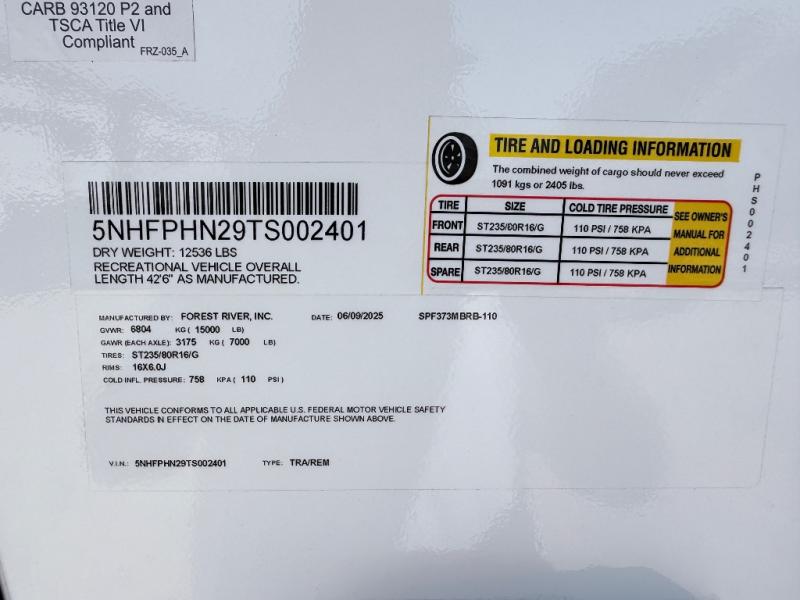 CARB 93120 P2 and
TSCA Title VI
Compliant
FRZ-035_A
TIRE AND LOADING INFORMATION
The combined weight of cargo should never exceed
1091 kgs or 2405 lbs.
TIRE SIZE COLD TIRE PRESSURE
FRONT ST235/80R16/G 110 PSI / 758 KPA
REAR ST235/80R16/G 110 PSI / 758 KPA
SPARE ST235/80R16/G 110 PSI / 758 KPA
SEE OWNER'S
MANUAL FOR
ADDITIONAL
INFORMATION
PHS002401
5NHFPHN29TS002401
DRY WEIGHT: 12536 LBS
RECREATIONAL VEHICLE OVERALL
LENGTH 42'6" AS MANUFACTURED.
MANUFACTURED BY: FOREST RIVER, INC. DATE: 06/09/2025 SPF373MBRB-110
GVWR: 6804 KG ( 15000 LB)
GAWR (EACH AXLE): 3175 KG ( 7000 LB)
TIRES: ST235/80R16/G
RIMS: 16X6.0J
COLD INFL. PRESSURE: 758 KPA ( 110 PSI )
THIS VEHICLE CONFORMS TO ALL APPLICABLE U.S. FEDERAL MOTOR VEHICLE SAFETY
STANDARDS IN EFFECT ON THE DATE OF MANUFACTURE SHOWN ABOVE.
V.I.N.: 5NHFPHN29TS002401 TYPE: TRA/REM